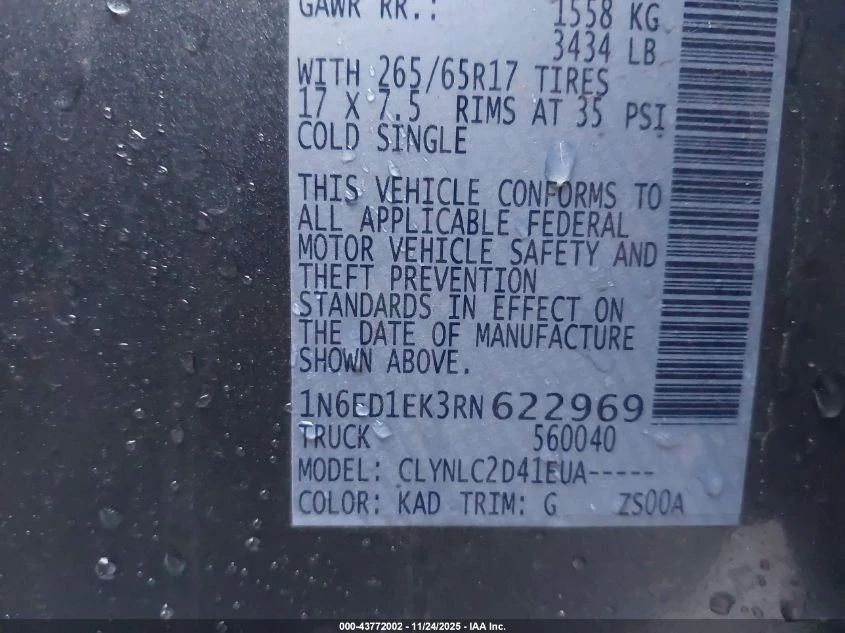 GAWR RR.: 1558 KG
3434 LB
WITH 265/65R17 TIRES
17 X 7.5 RIMS AT 35 PSI
COLD SINGLE
THIS VEHICLE CONFORMS TO
ALL APPLICABLE FEDERAL
MOTOR VEHICLE SAFETY AND
THEFT PREVENTION
STANDARDS IN EFFECT ON
THE DATE OF MANUFACTURE
SHOWN ABOVE.
1N6ED1EK3RN622969
TRUCK 560040
MODEL: CLYNLC2D41EUA-----
COLOR: KAD TRIM: G ZS00A
000-43772002 - 11/24/2025 - IAA Inc.